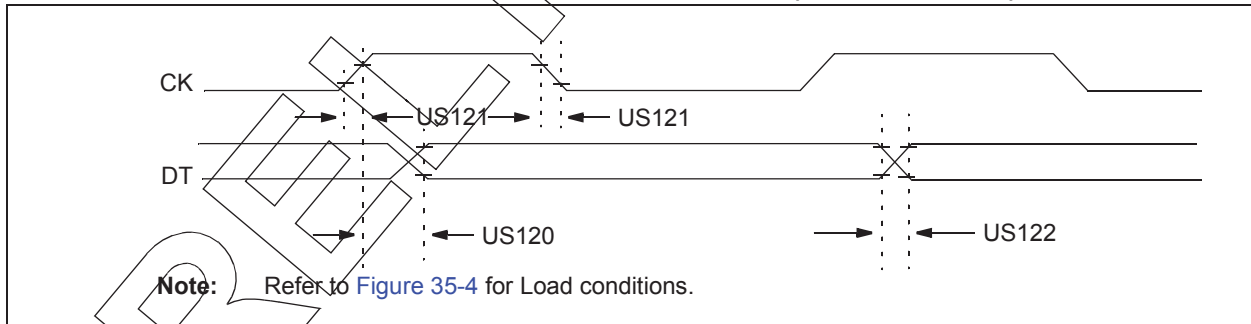 CK
US121
US121
DT
US120
US122
Note: Refer to Figure 35-4 for Load conditions.